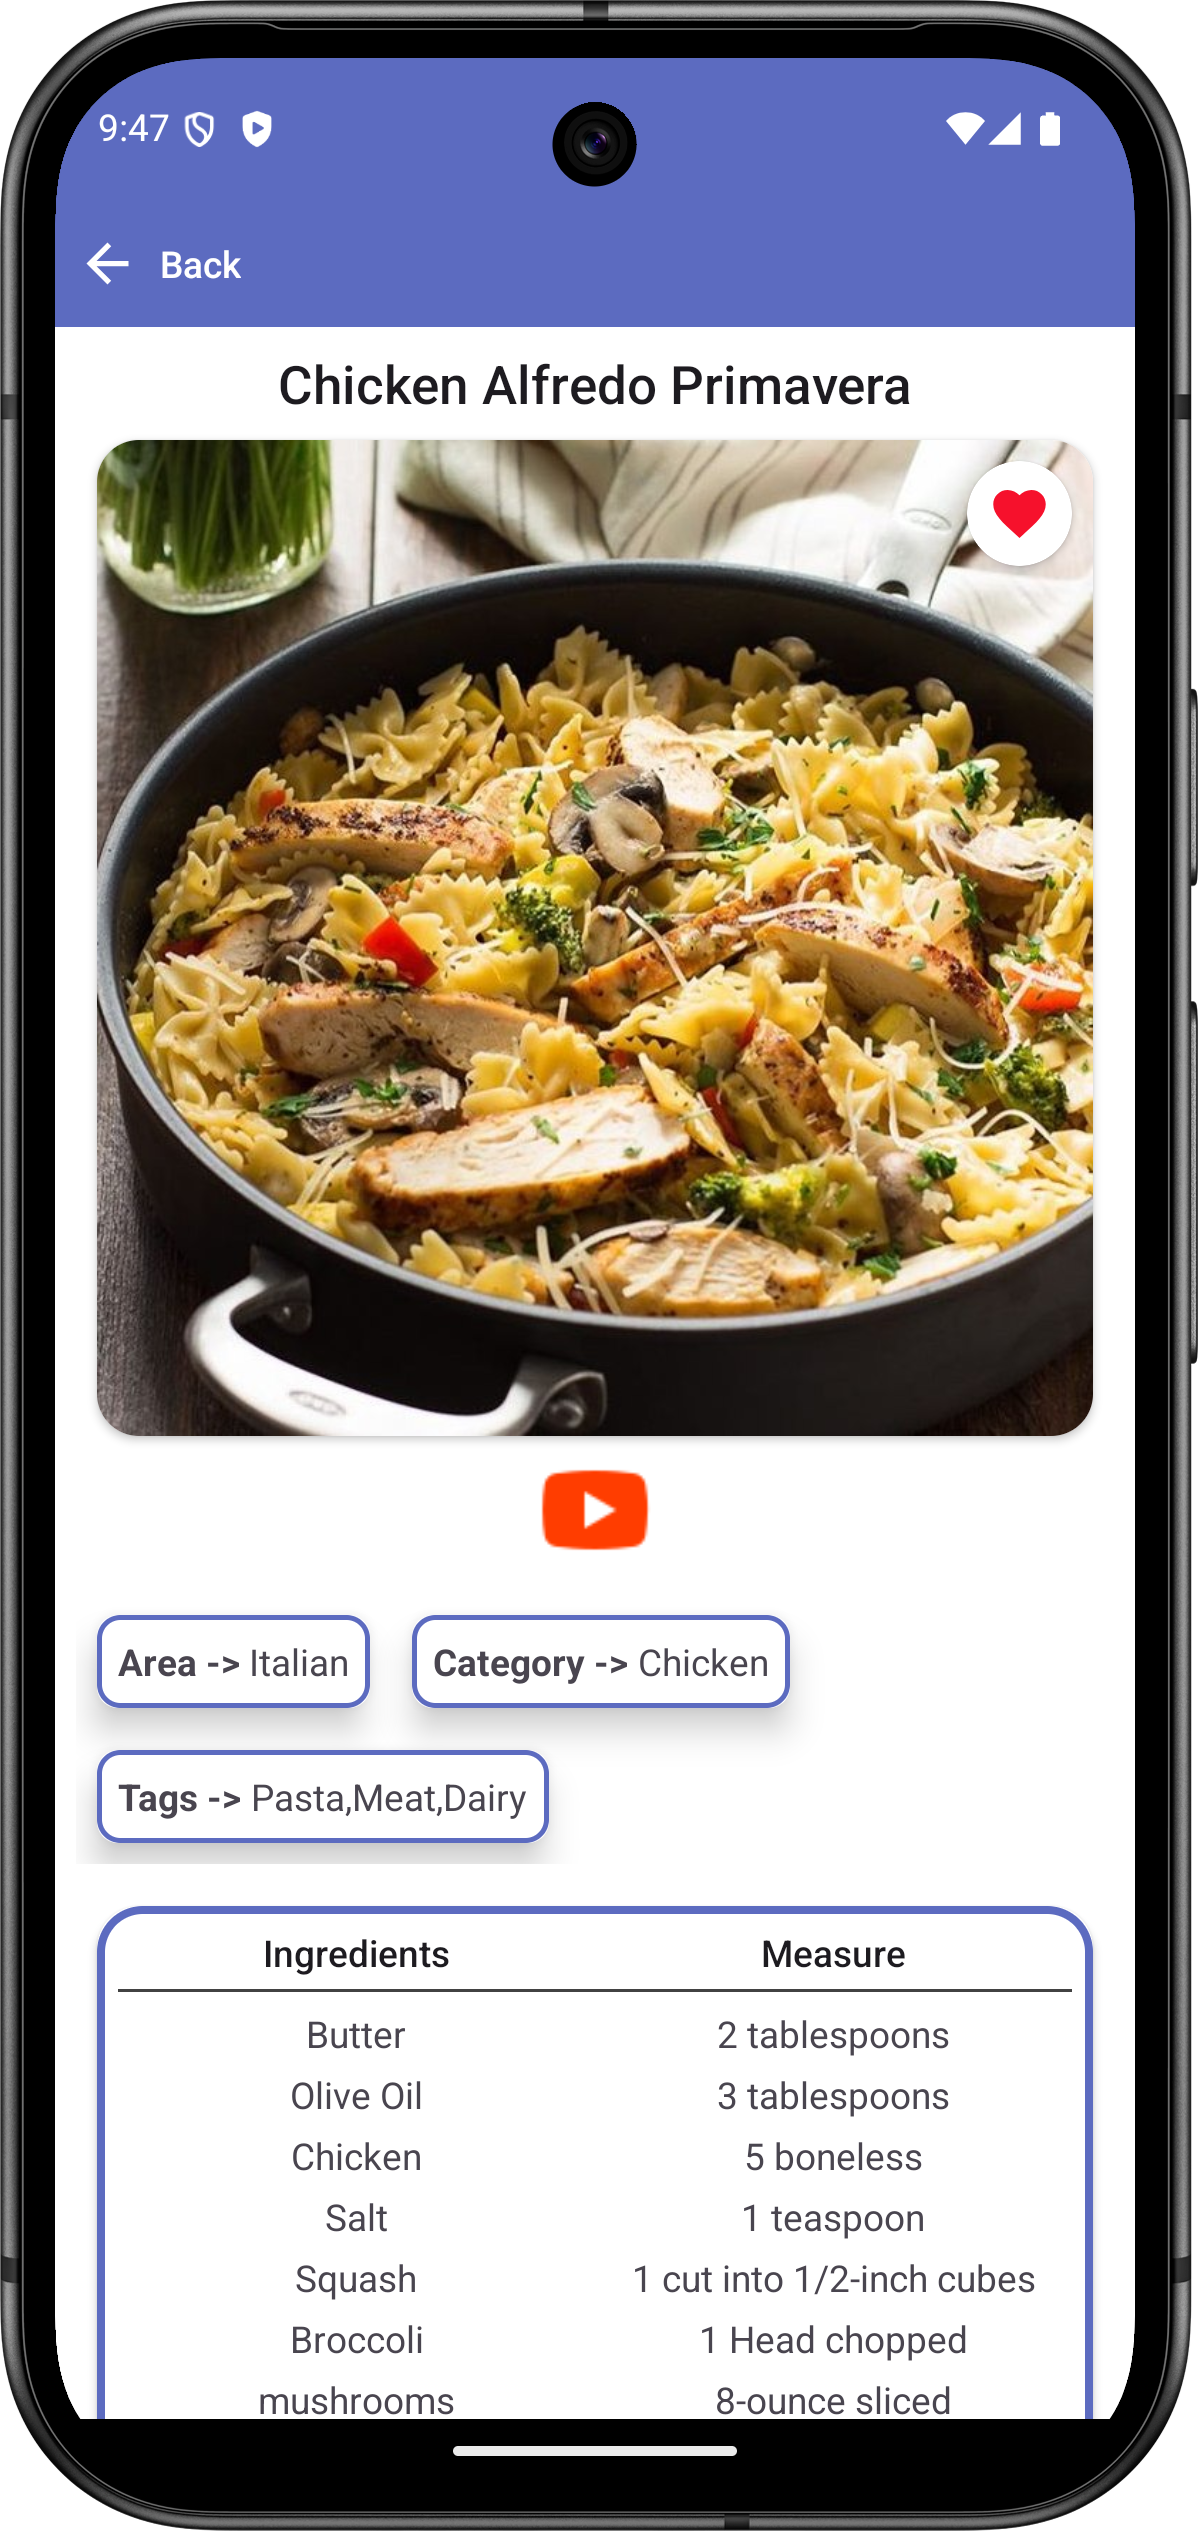 9:47
Back
Chicken Alfredo Primavera
Area -> Italian
Category -> Chicken
Tags -> Pasta,Meat,Dairy
Ingredients Measure
Butter 2 tablespoons
Olive Oil 3 tablespoons
Chicken 5 boneless
Salt 1 teaspoon
Squash 1 cut into 1/2-inch cubes
Broccoli 1 Head chopped
mushrooms 8-ounce sliced